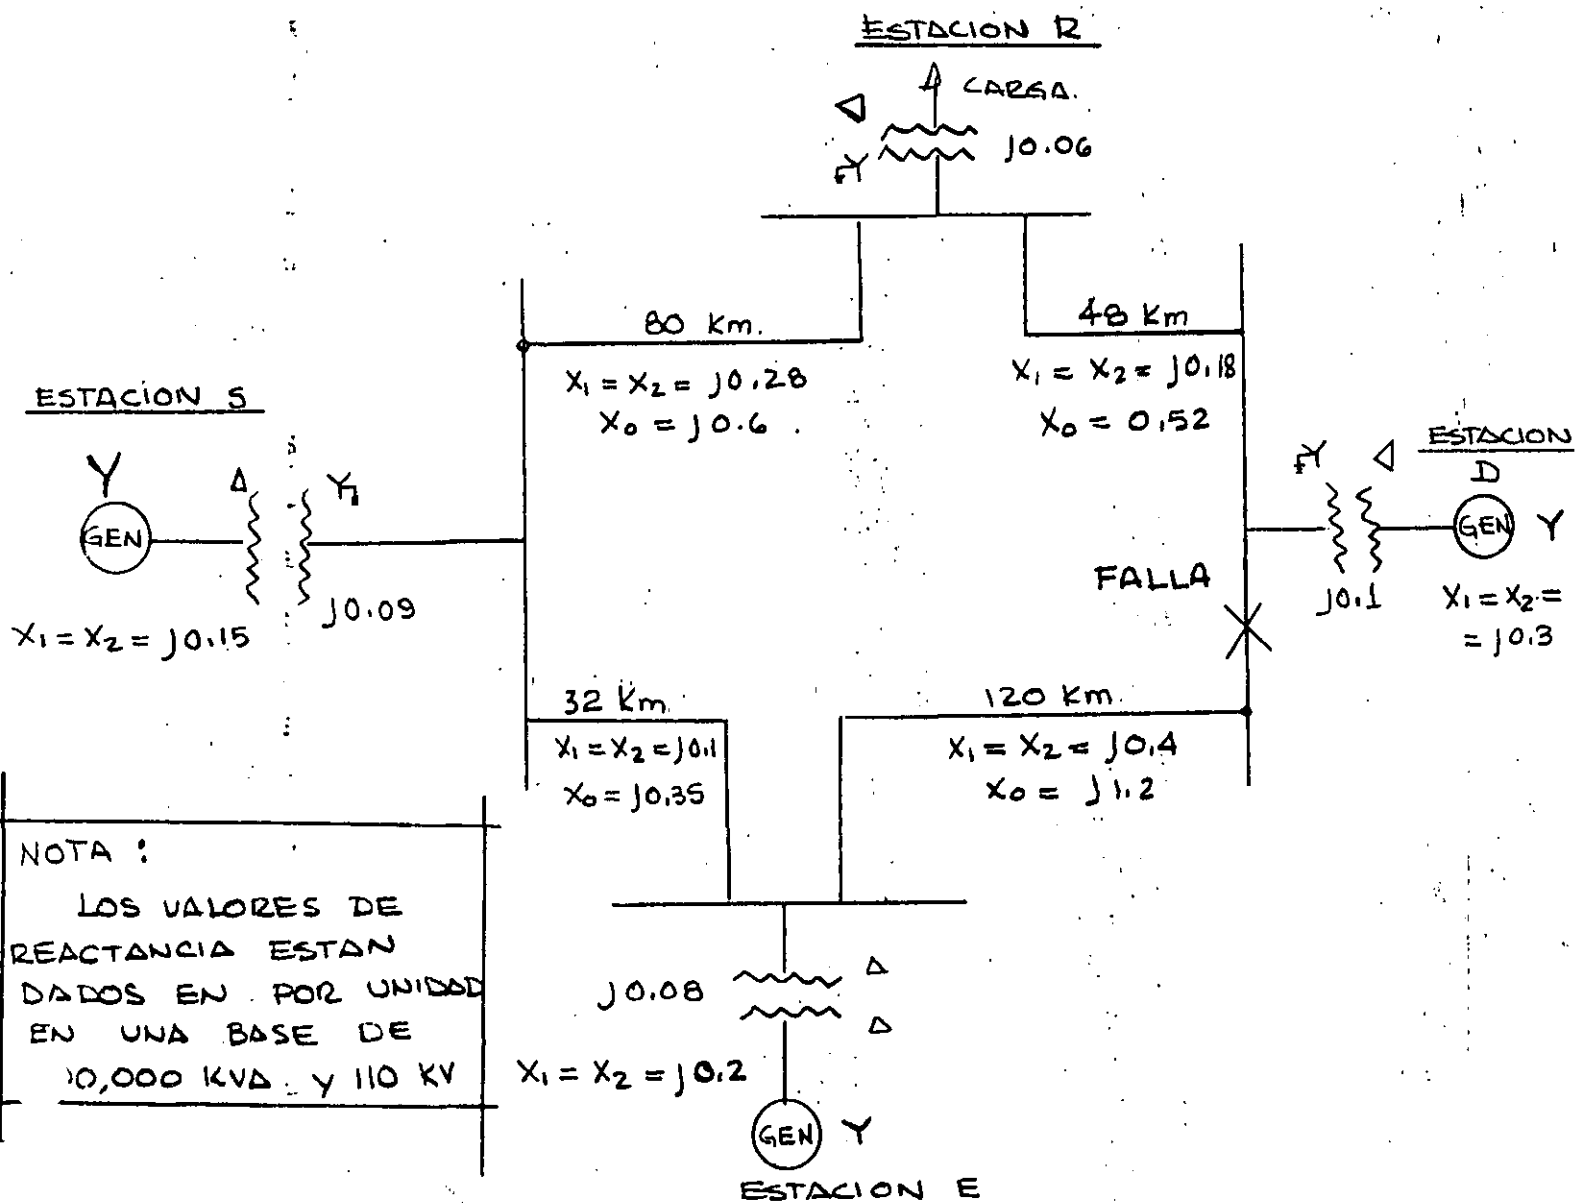 ESTACION R
CARGA.
Δ
Y
J0.06
80 Km.
X1 = X2 = J0.28
X0 = J0.6
48 Km
X1 = X2 = J0.18
X0 = 0.52
ESTACION S
Y
GEN
Δ
Y
J0.09
X1 = X2 = J0.15
ESTACION
D
Y
Δ
GEN
Y
J0.1
X1 = X2 =
= J0.3
FALLA
32 Km
X1 = X2 = J0.1
X0 = J0.35
120 Km
X1 = X2 = J0.4
X0 = J1.2
NOTA :
LOS VALORES DE
REACTANCIA ESTAN
DADOS EN POR UNIDAD
EN UNA BASE DE
0,000 KVA. Y 110 KV
J0.08
Δ
Δ
X1 = X2 = J0.2
GEN
Y
ESTACION E